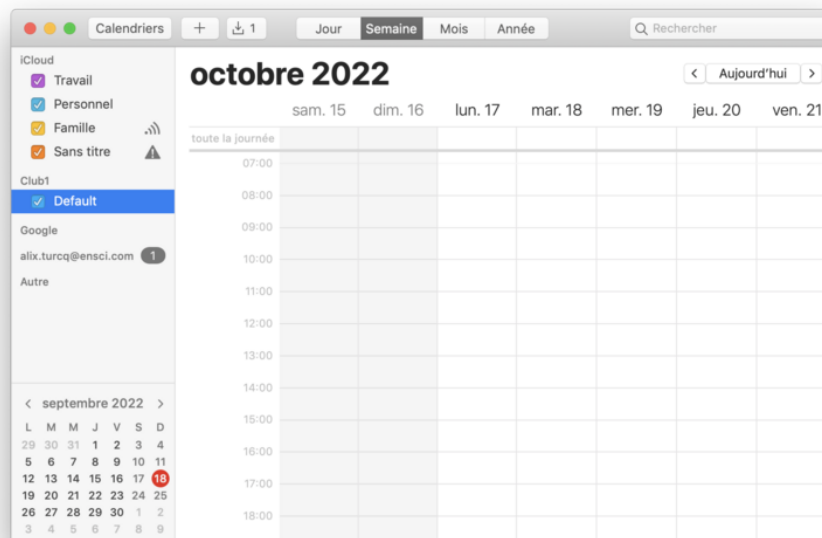 Calendriers + 1 Jour Semaine Mois Année Rechercher
iCloud
Travail
Personnel
Famille
Sans titre
Club1
Default
Google
alix.turcq@ensci.com 1
Autre
< septembre 2022 >
L M M J V S D
29 30 31 1 2 3 4
5 6 7 8 9 10 11
12 13 14 15 16 17 18
19 20 21 22 23 24 25
26 27 28 29 30 1 2
3 4 5 6 7 8 9
octobre 2022 < Aujourd'hui >
sam. 15 dim. 16 lun. 17 mar. 18 mer. 19 jeu. 20 ven. 21
toute la journée
07:00
08:00
09:00
10:00
11:00
12:00
13:00
14:00
15:00
16:00
17:00
18:00